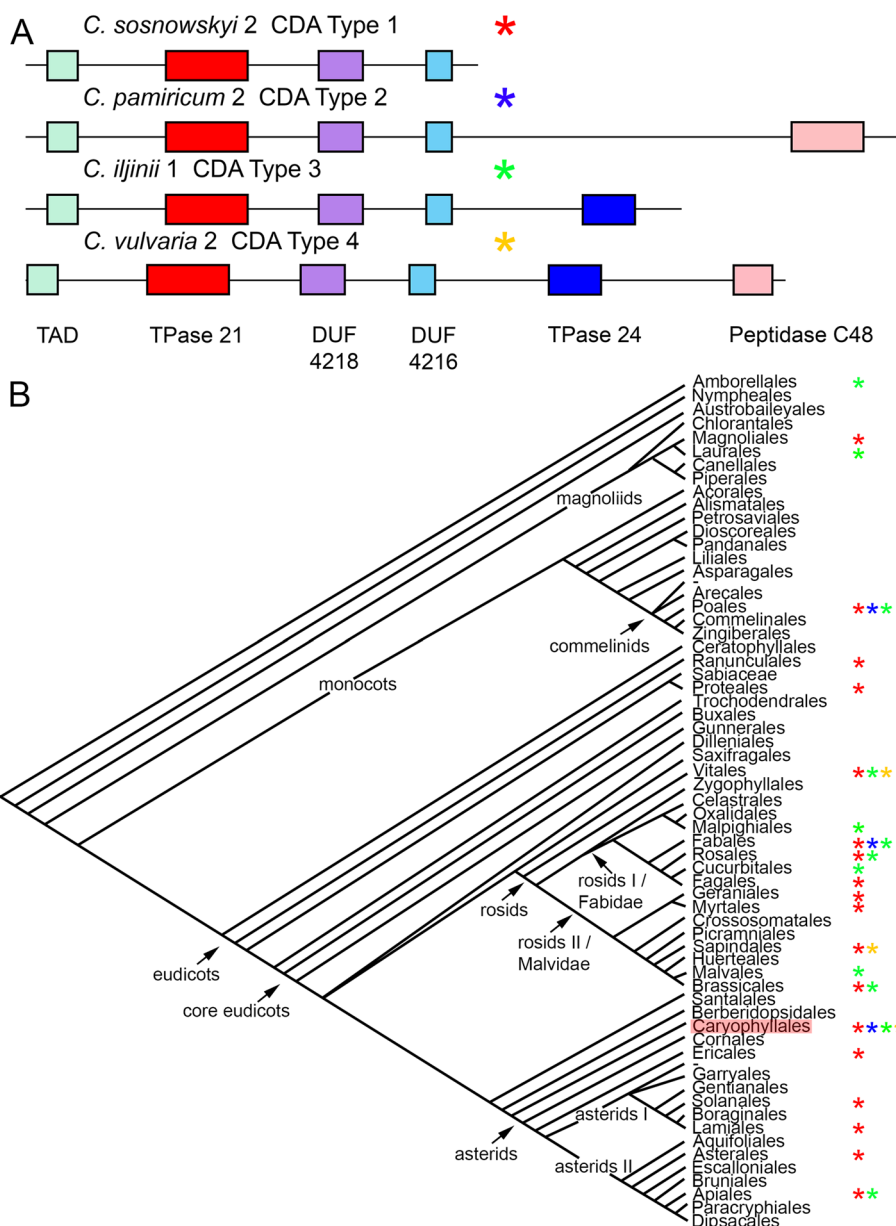 A
C. sosnowskyi 2 CDA Type 1 *
C. pamiricum 2 CDA Type 2 *
C. iljinii 1 CDA Type 3 *
C. vulvaria 2 CDA Type 4 *
TAD TPase 21 DUF 4218 DUF 4216 TPase 24 Peptidase C48
B
Amborellales *
Nympheales
Austrobaileyales
Chlorantales
Magnoliales *
Laurales *
Canellales
Piperales
magnoliids
Acorales
Alismatales
Petrosaviales
Dioscoreales
Pandanales
Liliales
Asparagales
-
Arecales
Poales * * *
Commelinales
Zingiberales
commelinids
monocots
Ceratophyllales
Ranunculales *
Sabiaceae
Proteales *
Trochodendrales
Buxales
Gunnerales
Dilleniales
Saxifragales
Vitales * * *
Zygophyllales
Celastrales
Oxalidales
Malpighiales *
Fabales * * *
Rosales * *
Cucurbitales *
Fagales *
rosids I /
Fabidae
Geraniales *
Myrtales *
Crossosomatales
Picramniales
Sapindales * *
Huerteales
Malvales *
Brassicales * *
rosids
rosids II /
Malvidae
eudicots
core eudicots
Santalales
Berberidopsidales
Caryophyllales * * *
Cornales
Ericales *
-
Garryales
Gentianales
Solanales *
Boraginales
Lamiales *
asterids I
asterids
asterids II
Aquifoliales
Asterales *
Escalloniales
Bruniales
Apiales * *
Paracryphiales
Dipsacales